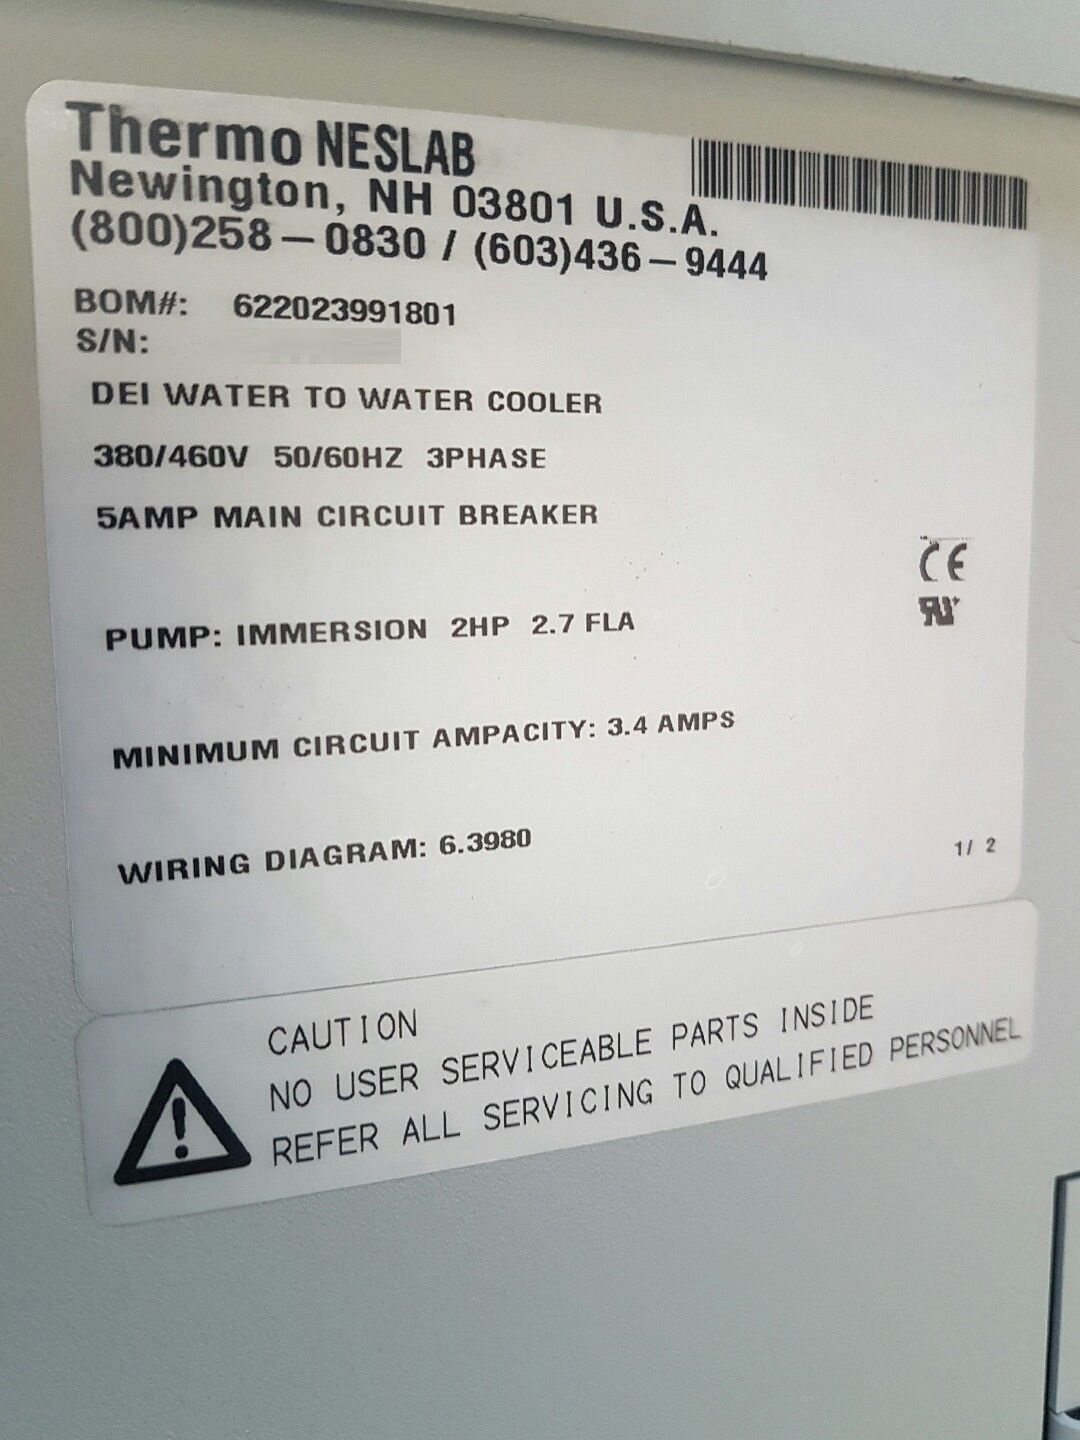 Thermo NESLAB
Newington, NH 03801 U.S.A.
(800)258-0830 / (603)436-9444
BOM#: 622023991801
S/N:
DEI WATER TO WATER COOLER
380/460V 50/60HZ 3PHASE
5AMP MAIN CIRCUIT BREAKER
CE
RU
PUMP: IMMERSION 2HP 2.7 FLA
MINIMUM CIRCUIT AMPACITY: 3.4 AMPS
WIRING DIAGRAM: 6.3980
1/ 2
CAUTION
NO USER SERVICEABLE PARTS INSIDE
REFER ALL SERVICING TO QUALIFIED PERSONNEL